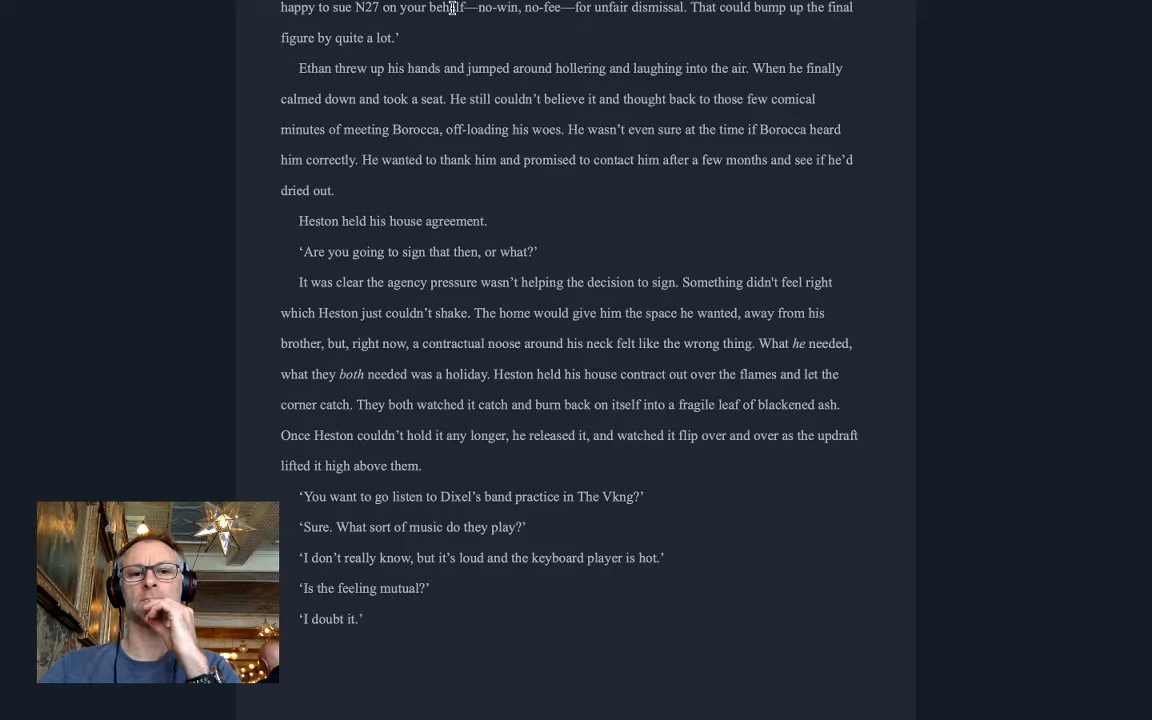 happy to sue N27 on your behalf—no-win, no-fee—for unfair dismissal. That could bump up the final
figure by quite a lot.’
Ethan threw up his hands and jumped around hollering and laughing into the air. When he finally
calmed down and took a seat. He still couldn’t believe it and thought back to those few comical
minutes of meeting Borocca, off-loading his woes. He wasn’t even sure at the time if Borocca heard
him correctly. He wanted to thank him and promised to contact him after a few months and see if he’d
dried out.
Heston held his house agreement.
‘Are you going to sign that then, or what?’
It was clear the agency pressure wasn’t helping the decision to sign. Something didn't feel right
which Heston just couldn’t shake. The home would give him the space he wanted, away from his
brother, but, right now, a contractual noose around his neck felt like the wrong thing. What he needed,
what they both needed was a holiday. Heston held his house contract out over the flames and let the
corner catch. They both watched it catch and burn back on itself into a fragile leaf of blackened ash.
Once Heston couldn’t hold it any longer, he released it, and watched it flip over and over as the updraft
lifted it high above them.
‘You want to go listen to Dixel’s band practice in The Vkng?’
‘Sure. What sort of music do they play?’
‘I don’t really know, but it’s loud and the keyboard player is hot.’
‘Is the feeling mutual?’
‘I doubt it.’